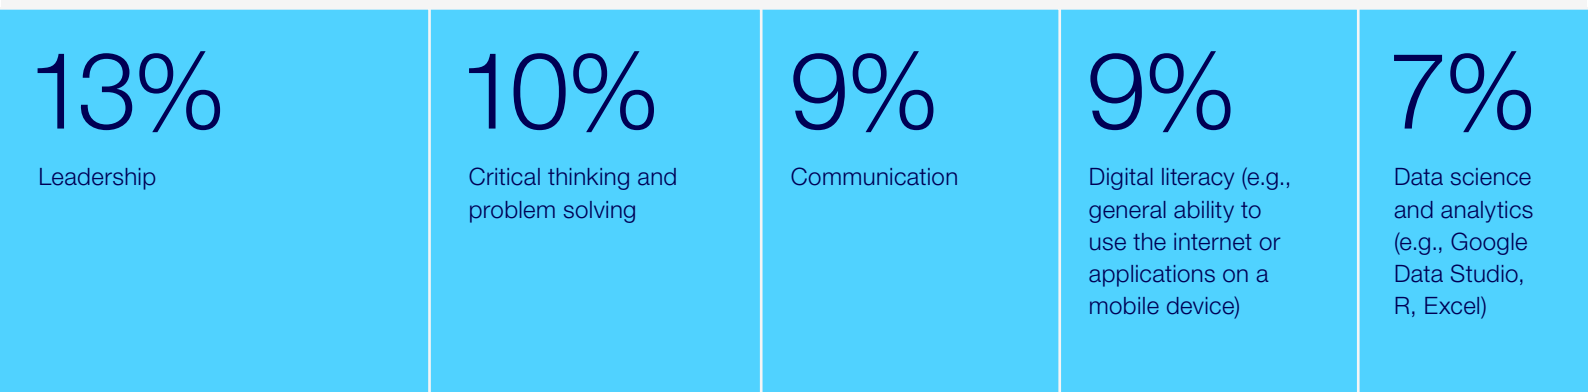 13%
Leadership
10%
Critical thinking and
problem solving
9%
Communication
9%
Digital literacy (e.g.,
general ability to
use the internet or
applications on a
mobile device)
7%
Data science
and analytics
(e.g., Google
Data Studio,
R, Excel)